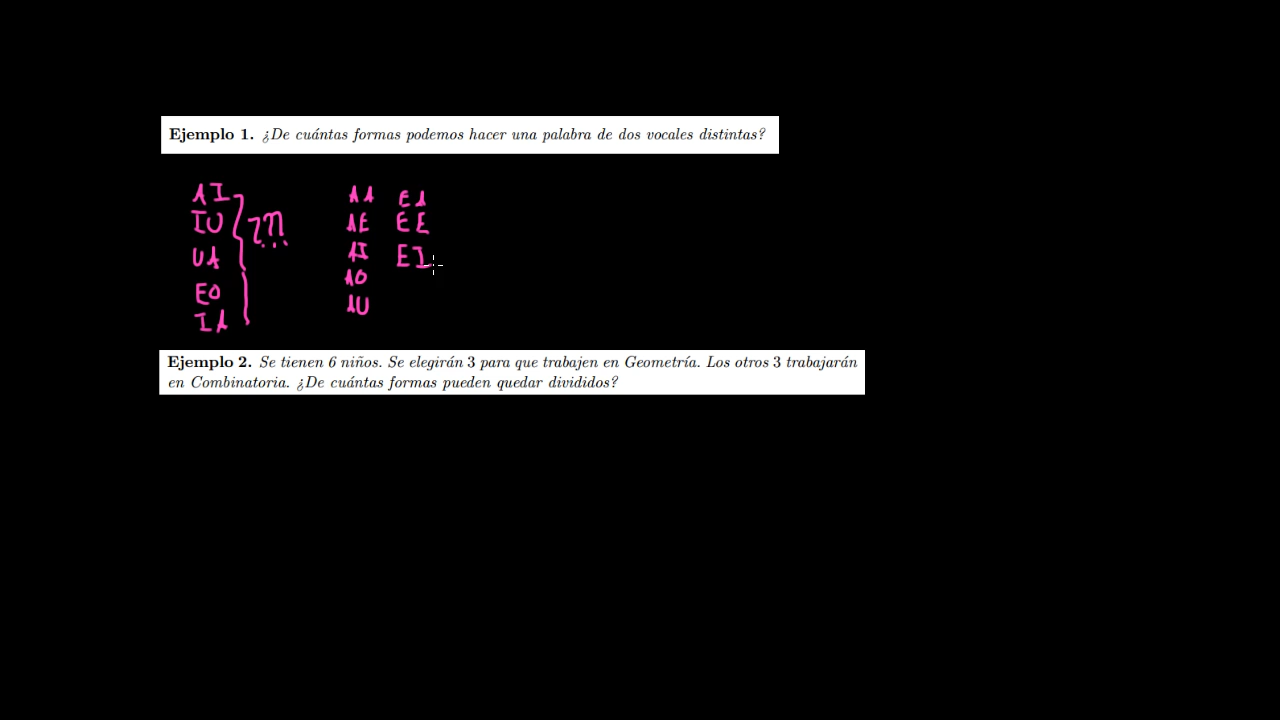 Ejemplo 1. ¿De cuántas formas podemos hacer una palabra de dos vocales distintas?
AI
IU
UA
EO
IA
???
AA
AE
AI
AO
AU
EA
EE
EI
Ejemplo 2. Se tienen 6 niños. Se elegirán 3 para que trabajen en Geometría. Los otros 3 trabajarán
en Combinatoria. ¿De cuántas formas pueden quedar divididos?